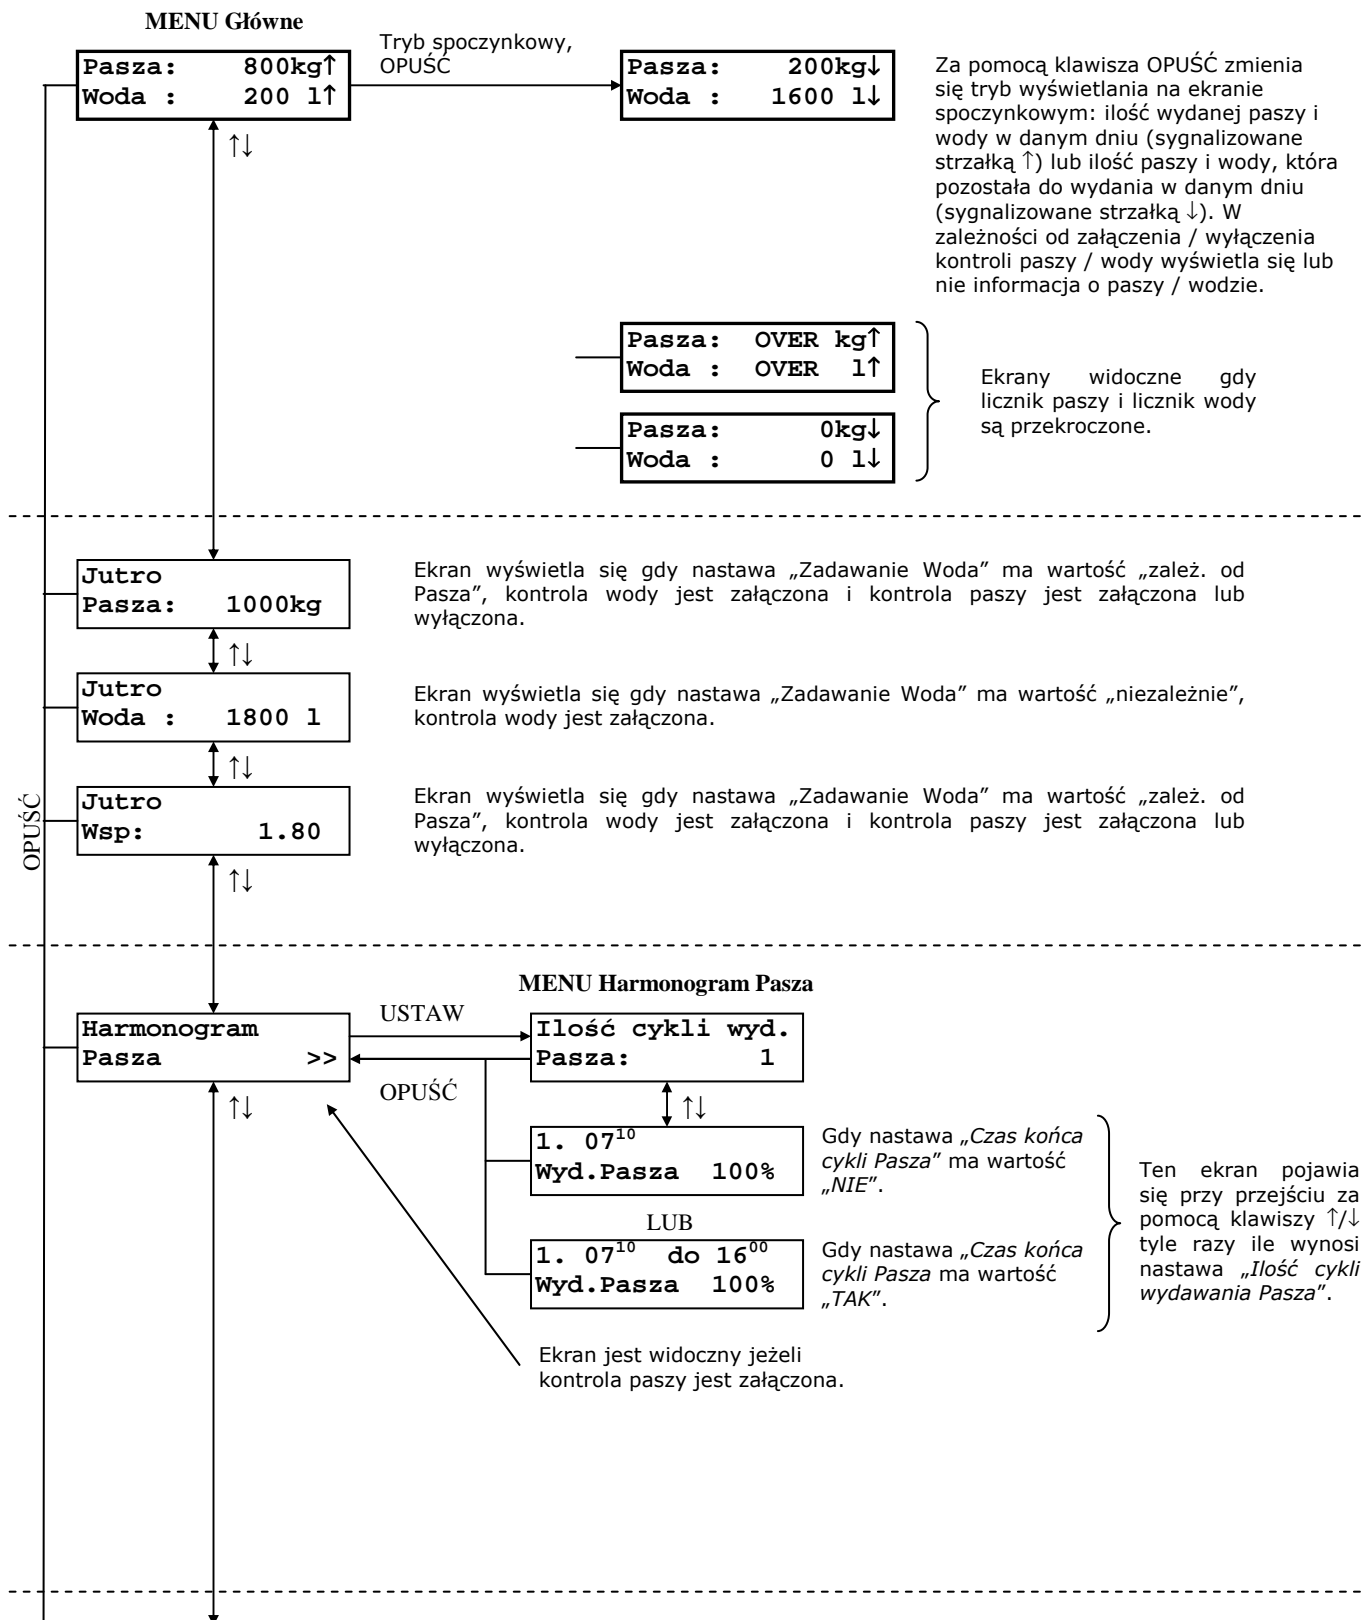 MENU Główne
Tryb spoczynkowy,
OPUŚĆ
Pasza: 800kg↑
Woda : 200 l↑
Pasza: 200kg↓
Woda : 1600 l↓
Za pomocą klawisza OPUŚĆ zmienia
się tryb wyświetlania na ekranie
spoczynkowym: ilość wydanej paszy i
wody w danym dniu (sygnalizowane
strzałką ↑) lub ilość paszy i wody, która
pozostała do wydania w danym dniu
(sygnalizowane strzałką ↓). W
zależności od załączenia / wyłączenia
kontroli paszy / wody wyświetla się lub
nie informacja o paszy / wodzie.
↑↓
Pasza: OVER kg↑
Woda : OVER l↑
Pasza: 0kg↓
Woda : 0 l↓
Ekrany widoczne gdy
licznik paszy i licznik wody
są przekroczone.
Jutro
Pasza: 1000kg
Ekran wyświetla się gdy nastawa „Zadawanie Woda” ma wartość „zależ. od
Pasza”, kontrola wody jest załączona i kontrola paszy jest załączona lub
wyłączona.
↑↓
Jutro
Woda : 1800 l
Ekran wyświetla się gdy nastawa „Zadawanie Woda” ma wartość „niezależnie”,
kontrola wody jest załączona.
↑↓
Jutro
Wsp: 1.80
Ekran wyświetla się gdy nastawa „Zadawanie Woda” ma wartość „zależ. od
Pasza”, kontrola wody jest załączona i kontrola paszy jest załączona lub
wyłączona.
OPUŚĆ
↑↓
MENU Harmonogram Pasza
Harmonogram
Pasza >>
USTAW
OPUŚĆ
Ilość cykli wyd.
Pasza: 1
↑↓
↑↓
1. 07¹⁰
Wyd.Pasza 100%
Gdy nastawa „Czas końca
cykli Pasza” ma wartość
„NIE”.
LUB
1. 07¹⁰ do 16⁰⁰
Wyd.Pasza 100%
Gdy nastawa „Czas końca
cykli Pasza ma wartość
„TAK”.
Ten ekran pojawia
się przy przejściu za
pomocą klawiszy ↑/↓
tyle razy ile wynosi
nastawa „Ilość cykli
wydawania Pasza”.
Ekran jest widoczny jeżeli
kontrola paszy jest załączona.